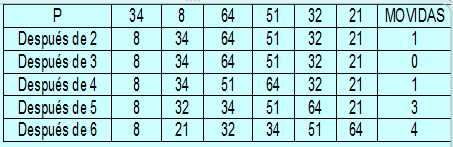 P 34 8 64 51 32 21 MOVIDAS
Después de 2 8 34 64 51 32 21 1
Después de 3 8 34 64 51 32 21 0
Después de 4 8 34 51 64 32 21 1
Después de 5 8 32 34 51 64 21 3
Después de 6 8 21 32 34 51 64 4